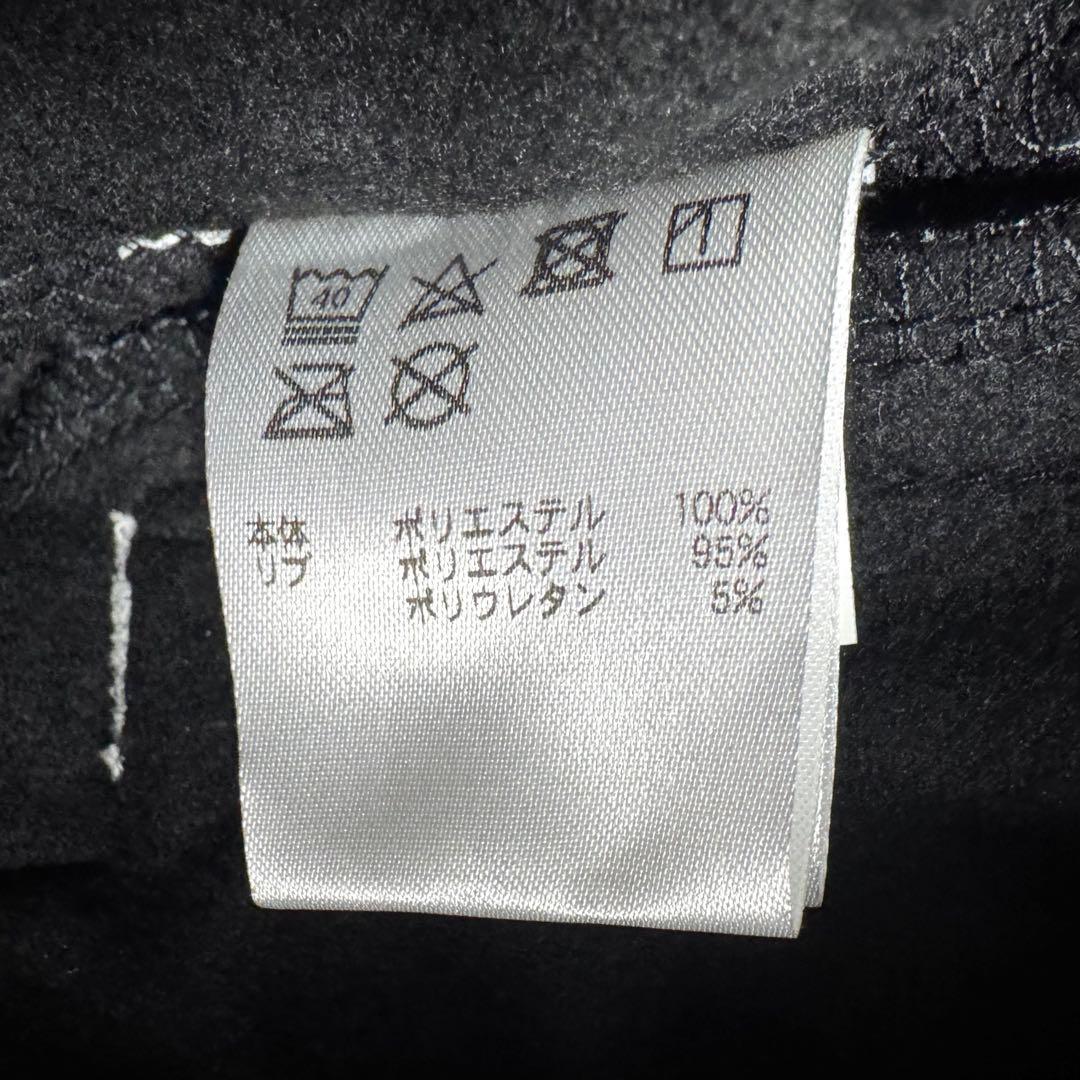 40
本体 ポリエステル 100%
リブ ポリエステル 95%
ポリウレタン 5%